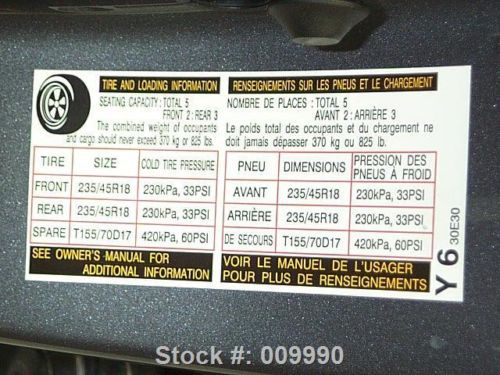 TIRE AND LOADING INFORMATION
SEATING CAPACITY: TOTAL 5
FRONT 2: REAR 3
The combined weight of occupants
and cargo should never exceed 370 kg or 825 lb.
TIRE SIZE COLD TIRE PRESSURE
FRONT 235/45R18 230kPa, 33PSI
REAR 235/45R18 230kPa, 33PSI
SPARE T155/70D17 420kPa, 60PSI
SEE OWNER'S MANUAL FOR
ADDITIONAL INFORMATION
RENSEIGNEMENTS SUR LES PNEUS ET LE CHARGEMENT
NOMBRE DE PLACES: TOTAL 5
AVANT 2: ARRIÈRE 3
Le poids total des occupants et du chargement ne
doit jamais dépasser 370 kg ou 825 lb.
PNEU DIMENSIONS PRESSION DES
PNEUS À FROID
AVANT 235/45R18 230kPa, 33PSI
ARRIÈRE 235/45R18 230kPa, 33PSI
DE SECOURS T155/70D17 420kPa, 60PSI
VOIR LE MANUEL DE L'USAGER
POUR PLUS DE RENSEIGNEMENTS
Y6 30E30
Stock #: 009990